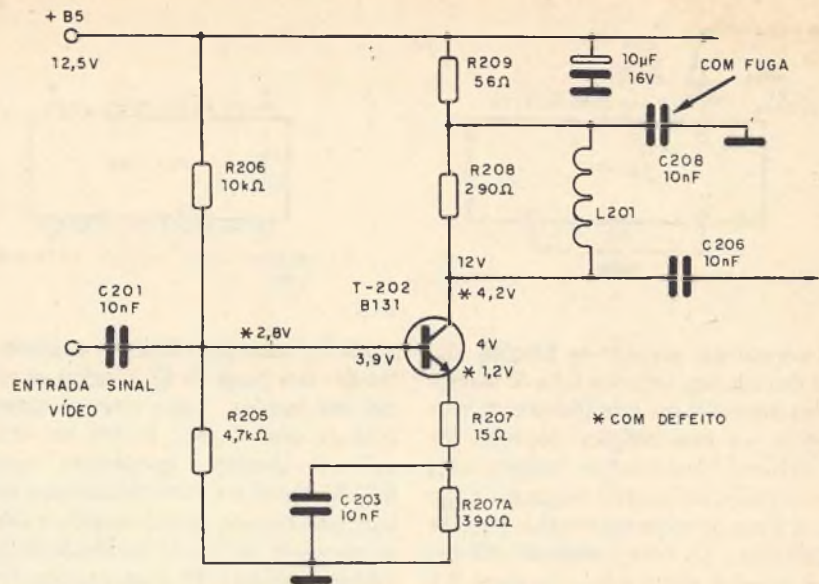 + B5
12,5V
R209
56Ω
10µF
16V
COM FUGA
R206
10kΩ
R208
290Ω
C208
10nF
L201
C206
10nF
12V
* 4,2V
T-202
B131
C201
10nF
* 2,8V
3,9V
4V
* 1,2V
ENTRADA SINAL
VÍDEO
R205
4,7kΩ
R207
15Ω
* COM DEFEITO
C203
10nF
R207A
390Ω